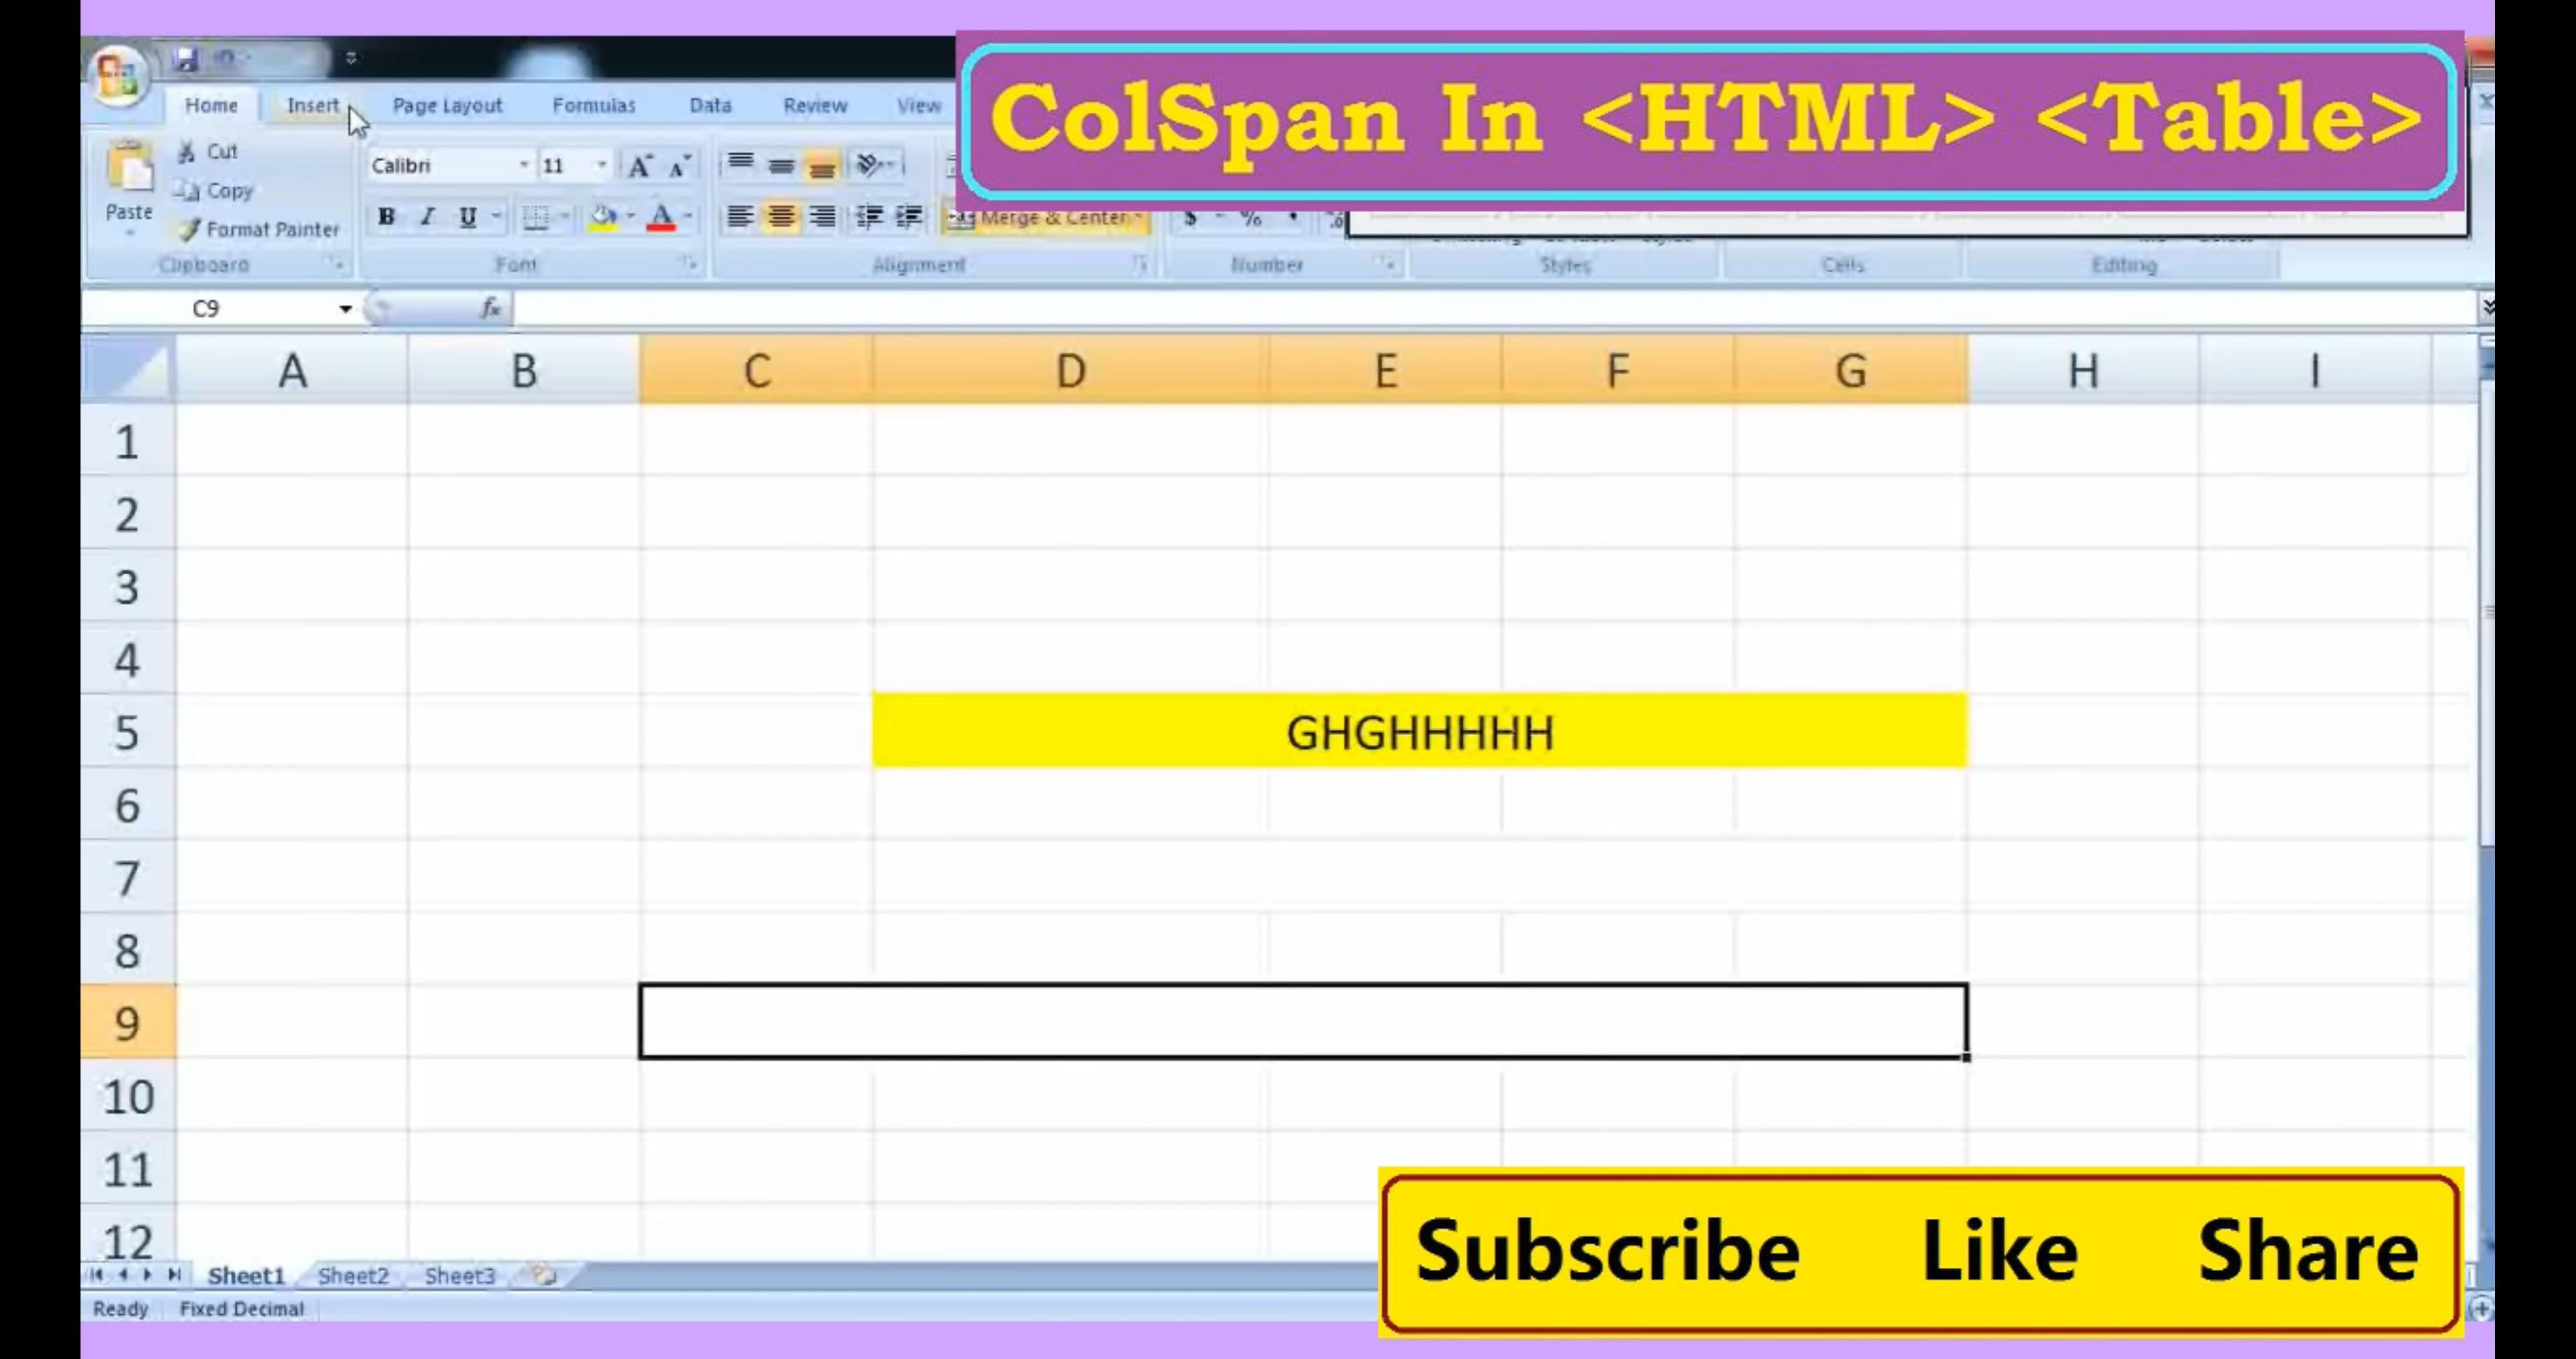 ColSpan In <HTML> <Table>
Home Insert Page Layout Formulas Data Review View
Cut
Calibri 11 A A
Copy
Paste
B I U A Merge & Center $ %
Format Painter
Clipboard Font Alignment Number Styles Cells Editing
C9 fx
A B C D E F G H I
1
2
3
4
5 GHGHHHHH
6
7
8
9
10
11
12
Subscribe Like Share
Sheet1 Sheet2 Sheet3
Ready Fixed Decimal